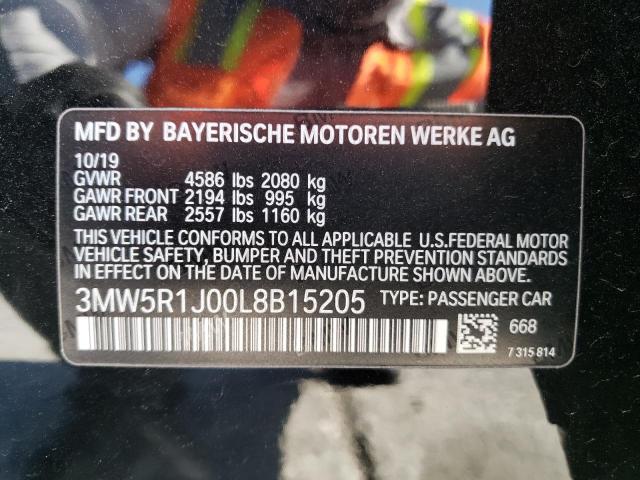 MFD BY BAYERISCHE MOTOREN WERKE AG
10/19
GVWR 4586 lbs 2080 kg
GAWR FRONT 2194 lbs 995 kg
GAWR REAR 2557 lbs 1160 kg
THIS VEHICLE CONFORMS TO ALL APPLICABLE U.S.FEDERAL MOTOR
VEHICLE SAFETY, BUMPER AND THEFT PREVENTION STANDARDS
IN EFFECT ON THE DATE OF MANUFACTURE SHOWN ABOVE.
3MW5R1J00L8B15205 TYPE: PASSENGER CAR
668
7 315 814